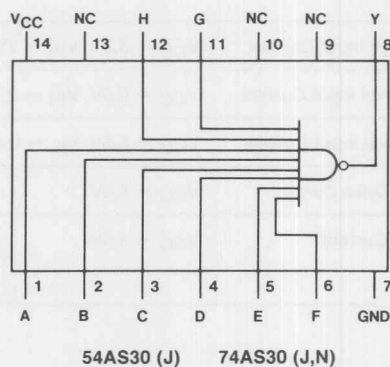 VCC NC H G NC NC Y
14 13 12 11 10 9 8
1 2 3 4 5 6 7
A B C D E F GND
54AS30 (J) 74AS30 (J,N)